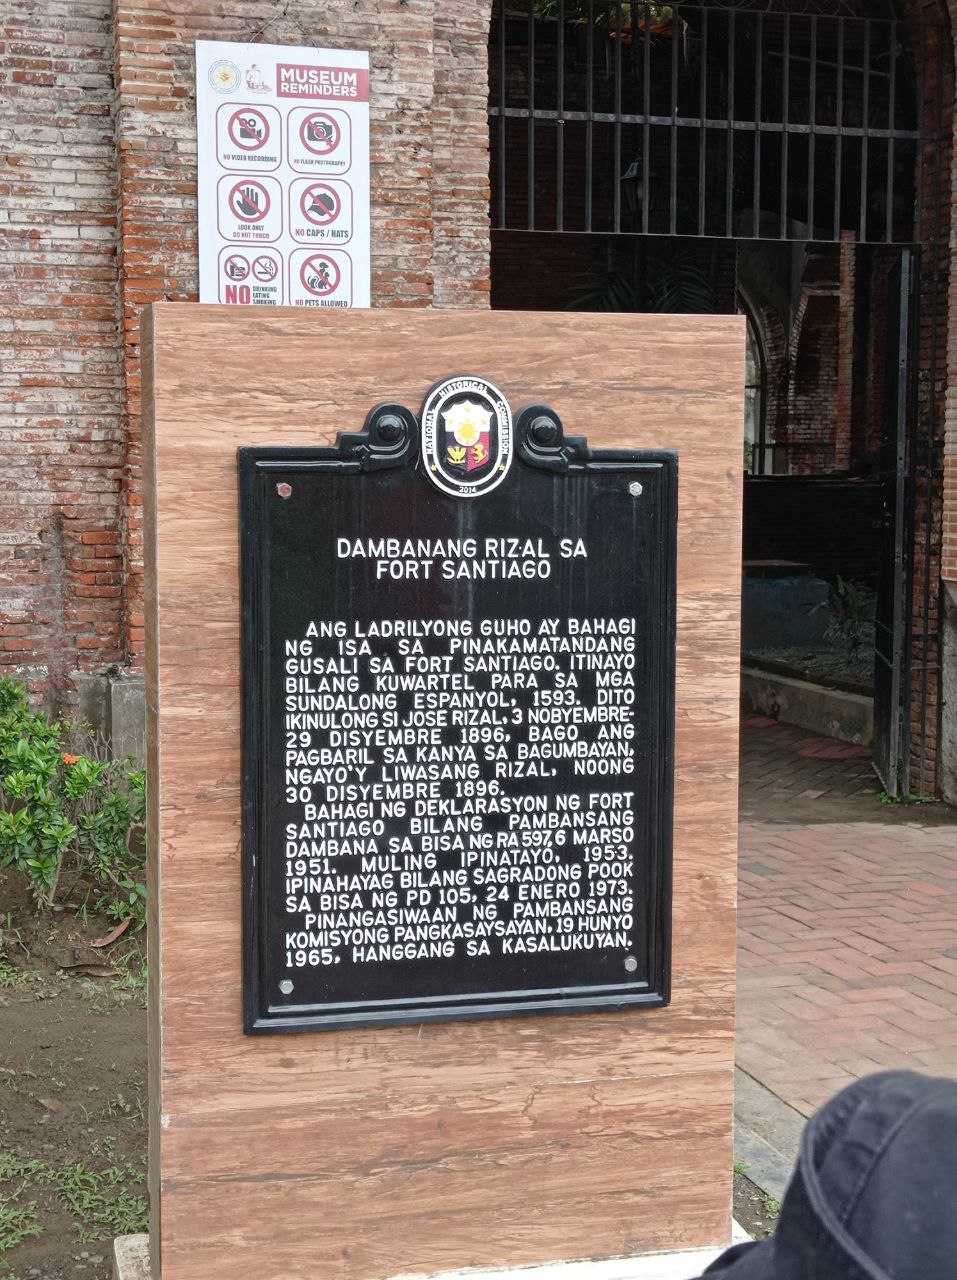 MUSEUM
REMINDERS
NO VIDEO RECORDING
NO FLASH PHOTOGRAPHY
LOOK ONLY
DO NOT TOUCH
NO CAPS / HATS
NO
DRINKING
EATING
SMOKING
NO PETS ALLOWED
NATIONAL HISTORICAL COMMISSION
2014
DAMBANANG RIZAL SA
FORT SANTIAGO
ANG LADRILYONG GUHO AY BAHAGI
NG ISA SA PINAKAMATANDANG
GUSALI SA FORT SANTIAGO. ITINAYO
BILANG KUWARTEL PARA SA MGA
SUNDALONG ESPANYOL, 1593. DITO
IKINULONG SI JOSE RIZAL, 3 NOBYEMBRE-
29 DISYEMBRE 1896, BAGO ANG
PAGBARIL SA KANYA SA BAGUMBAYAN,
NGAYO'Y LIWASANG RIZAL, NOONG
30 DISYEMBRE 1896.
BAHAGI NG DEKLARASYON NG FORT
SANTIAGO BILANG PAMBANSANG
DAMBANA SA BISA NG RA 597, 6 MARSO
1951. MULING IPINATAYO, 1953.
IPINAHAYAG BILANG SAGRADONG POOK
SA BISA NG PD 105, 24 ENERO 1973.
PINANGASIWAAN NG PAMBANSANG
KOMISYONG PANGKASAYSAYAN, 19 HUNYO
1965, HANGGANG SA KASALUKUYAN.